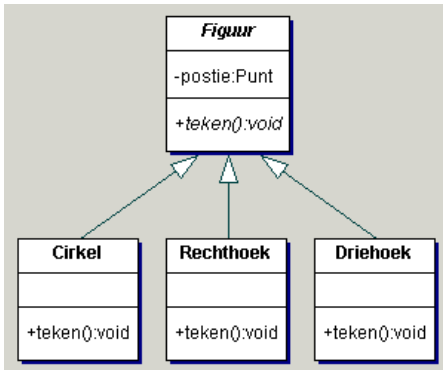 Figuur
-postie:Punt
+teken():void
Cirkel
Rechthoek
Driehoek
+teken():void
+teken():void
+teken():void